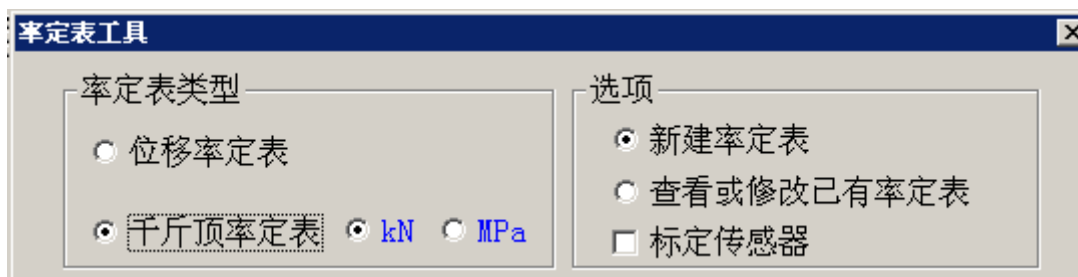 率定表工具
率定表类型
位移率定表
千斤顶率定表 kN MPa
选项
新建率定表
查看或修改已有率定表
标定传感器